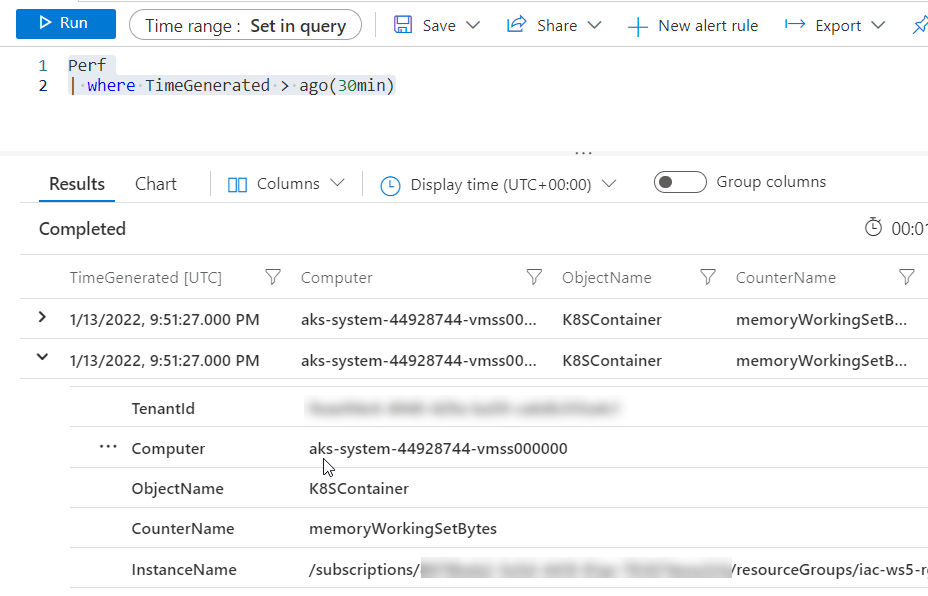 Run Time range : Set in query Save Share New alert rule Export
1 Perf
2 | where TimeGenerated > ago(30min)
...
Results Chart Columns Display time (UTC+00:00) Group columns
Completed 00:01
TimeGenerated [UTC] Computer ObjectName CounterName
1/13/2022, 9:51:27.000 PM aks-system-44928744-vmss00... K8SContainer memoryWorkingSetB...
1/13/2022, 9:51:27.000 PM aks-system-44928744-vmss00... K8SContainer memoryWorkingSetB...
TenantId
... Computer aks-system-44928744-vmss000000
ObjectName K8SContainer
CounterName memoryWorkingSetBytes
InstanceName /subscriptions/ /resourceGroups/iac-ws5-r